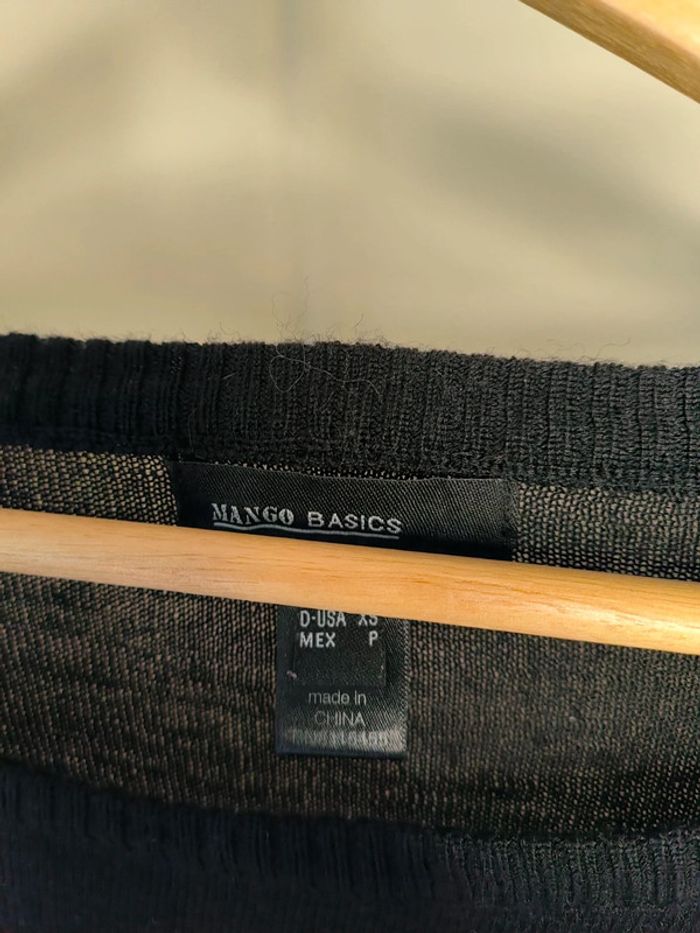 MANGO BASICS
D-USA XS
MEX P
made in
CHINA